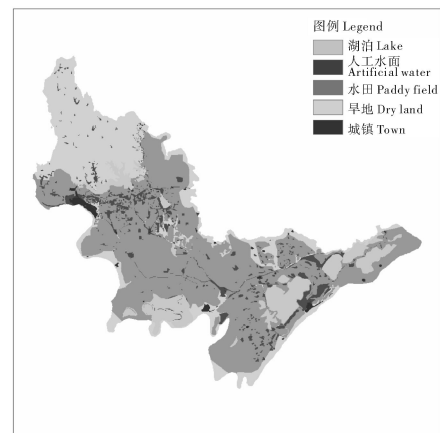 图例 Legend
湖泊 Lake
人工水面
Artificial water
水田 Paddy field
旱地 Dry land
城镇 Town